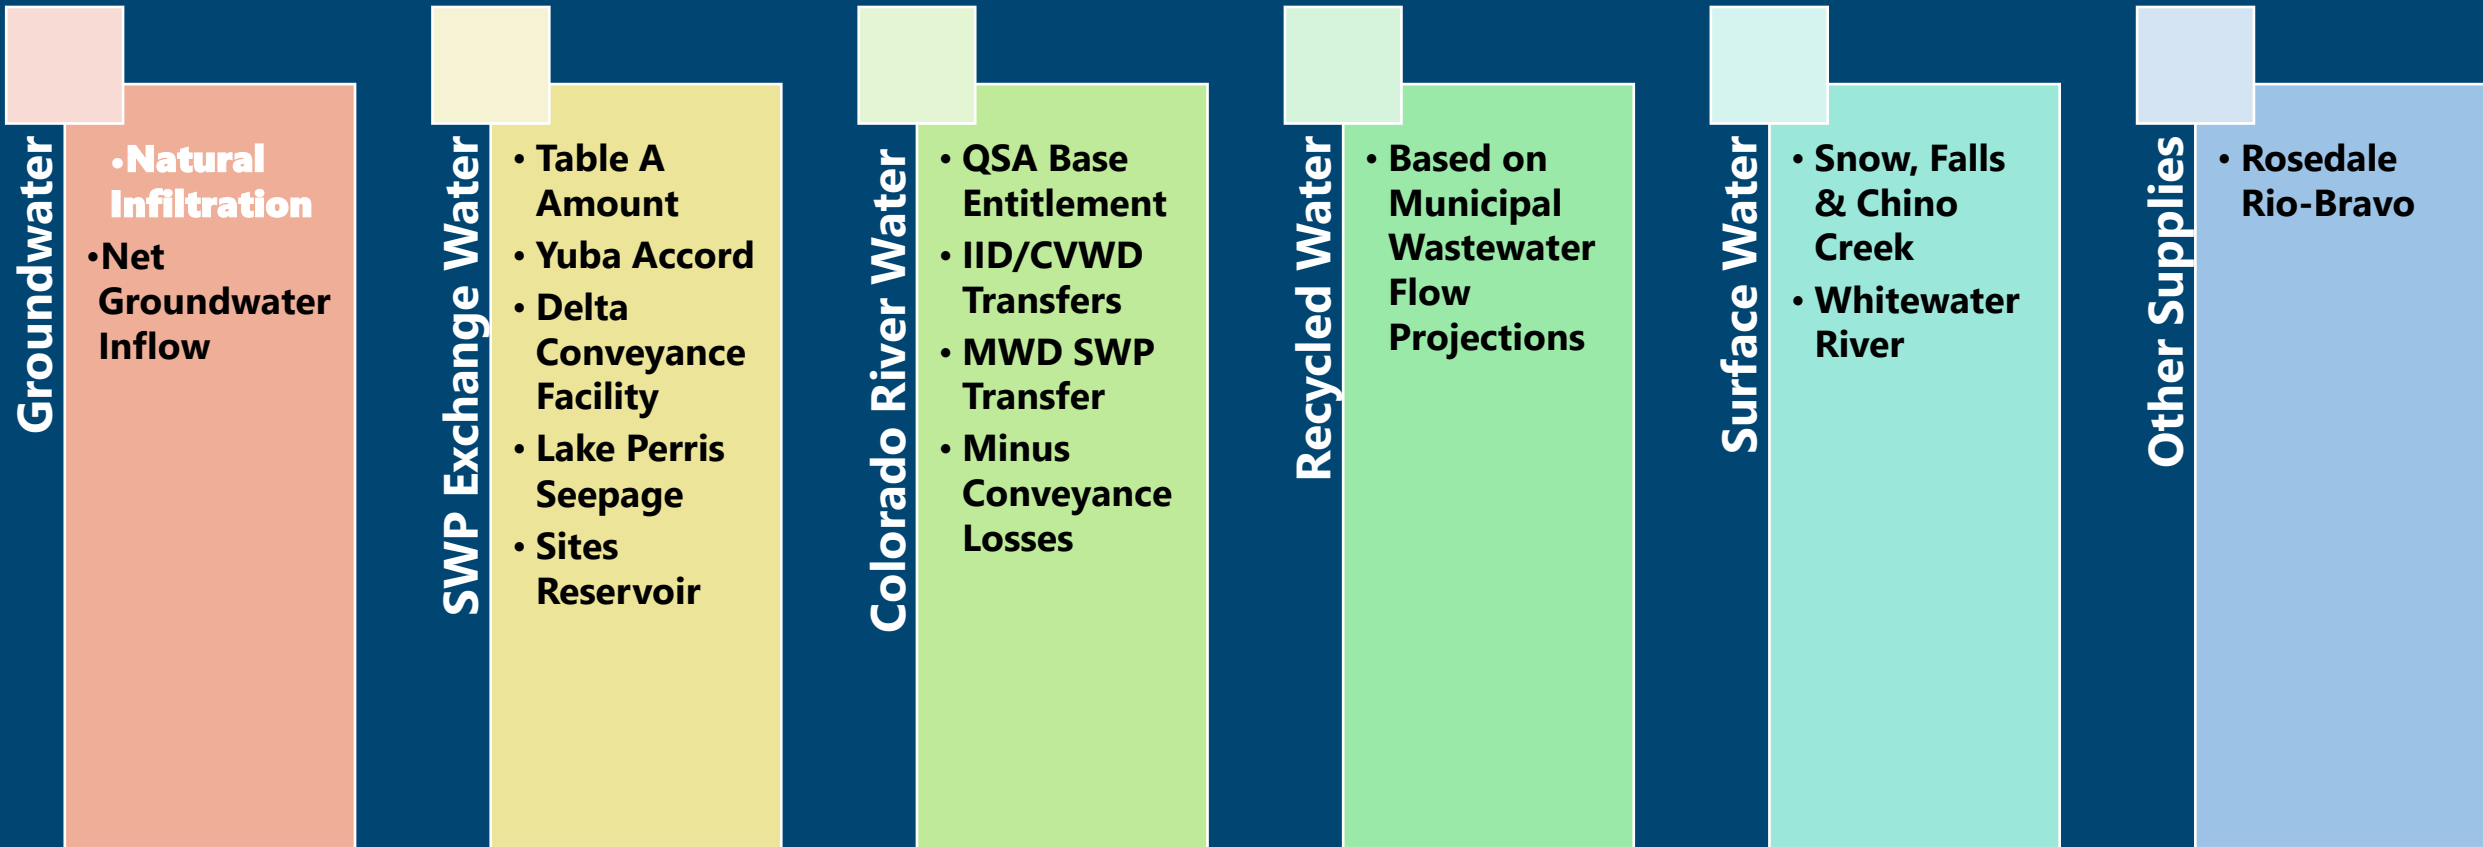 Groundwater
•Natural
Infiltration
•Net
Groundwater
Inflow
SWP Exchange Water
• Table A
Amount
• Yuba Accord
• Delta
Conveyance
Facility
• Lake Perris
Seepage
• Sites
Reservoir
Colorado River Water
• QSA Base
Entitlement
• IID/CVWD
Transfers
• MWD SWP
Transfer
• Minus
Conveyance
Losses
Recycled Water
• Based on
Municipal
Wastewater
Flow
Projections
Surface Water
• Snow, Falls
& Chino
Creek
• Whitewater
River
Other Supplies
• Rosedale
Rio-Bravo